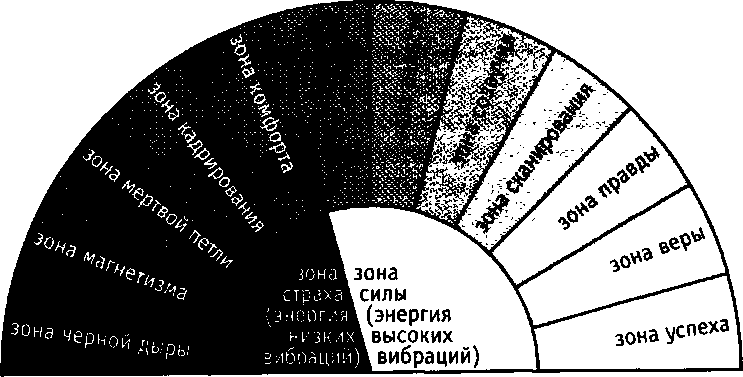 зона черной дыры
зона магнетизма
зона мертвой петли
зона кадрирования
зона комфорта
зона сканирования
зона правды
зона веры
зона успеха
зона
страха
(энергия
низких
вибраций)
зона
силы
(энергия
высоких
вибраций)